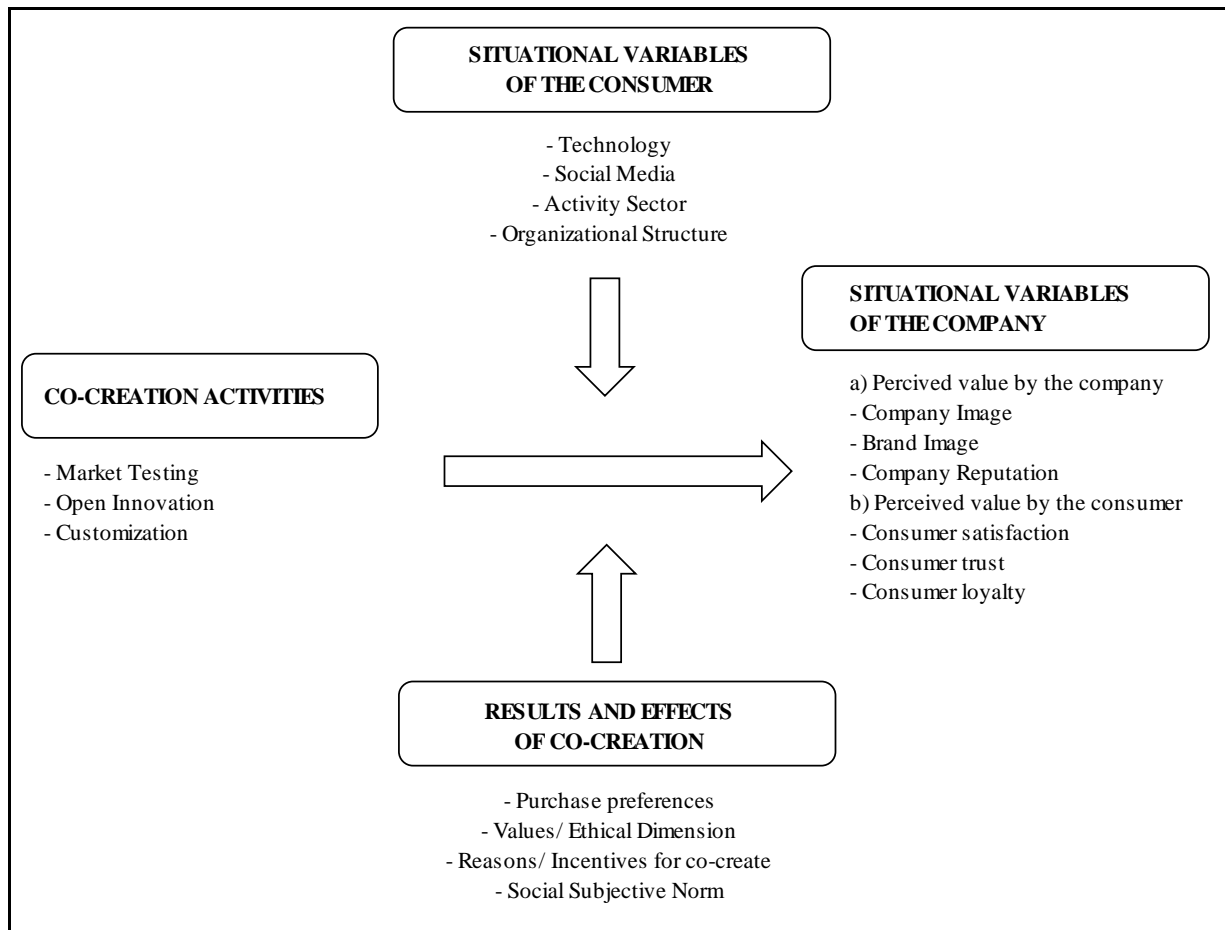 SITUATIONAL VARIABLES
OF THE CONSUMER
- Technology
- Social Media
- Activity Sector
- Organizational Structure
SITUATIONAL VARIABLES
OF THE COMPANY
a) Percived value by the company
- Company Image
- Brand Image
- Company Reputation
b) Perceived value by the consumer
- Consumer satisfaction
- Consumer trust
- Consumer loyalty
CO-CREATION ACTIVITIES
- Market Testing
- Open Innovation
- Customization
RESULTS AND EFFECTS
OF CO-CREATION
- Purchase preferences
- Values/ Ethical Dimension
- Reasons/ Incentives for co-create
- Social Subjective Norm